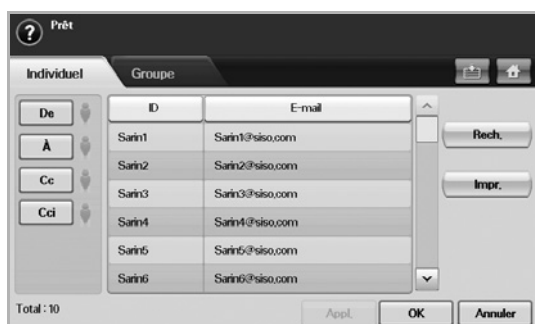 ? Prêt
Individuel Groupe
De
À
Cc
Cci
ID E-mail
Sarin1 Sarin1@siso.com
Sarin2 Sarin2@siso.com
Sarin3 Sarin3@siso.com
Sarin4 Sarin4@siso.com
Sarin5 Sarin5@siso.com
Sarin6 Sarin6@siso.com
Rech.
Impr.
Total : 10
Appl. OK Annuler